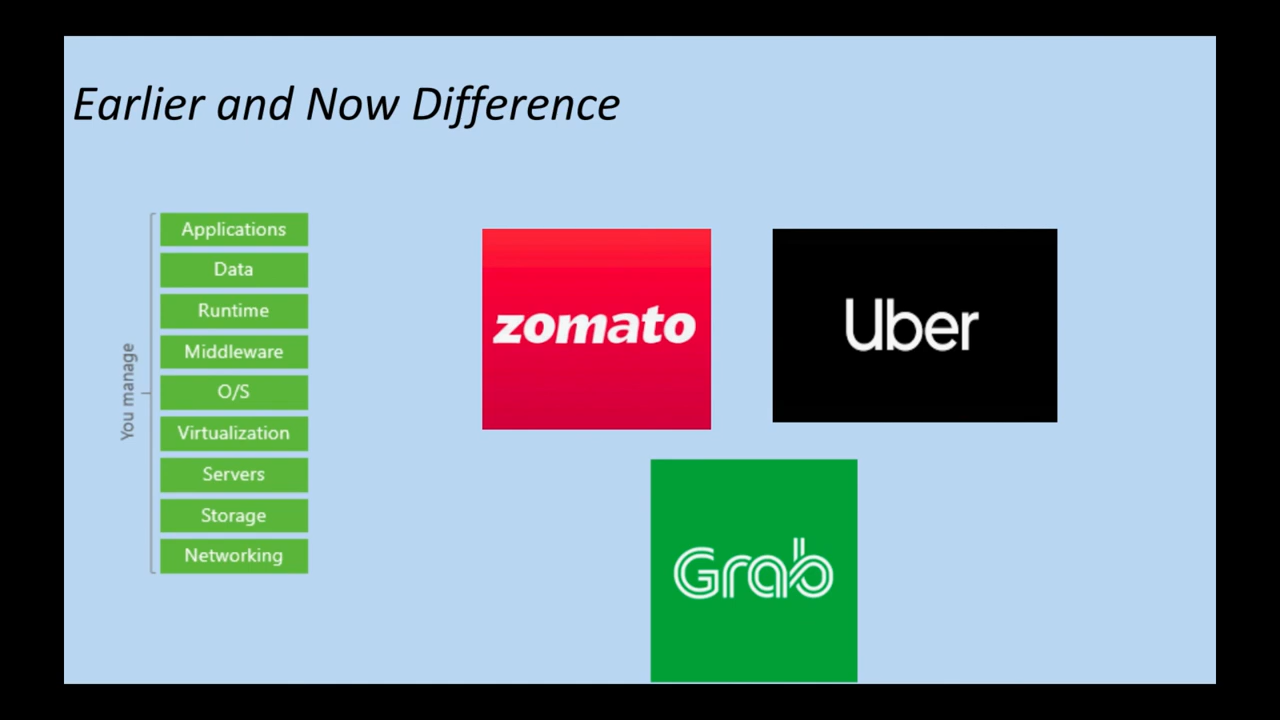 Earlier and Now Difference
You manage
Applications
Data
Runtime
Middleware
O/S
Virtualization
Servers
Storage
Networking
zomato
Uber
Grab